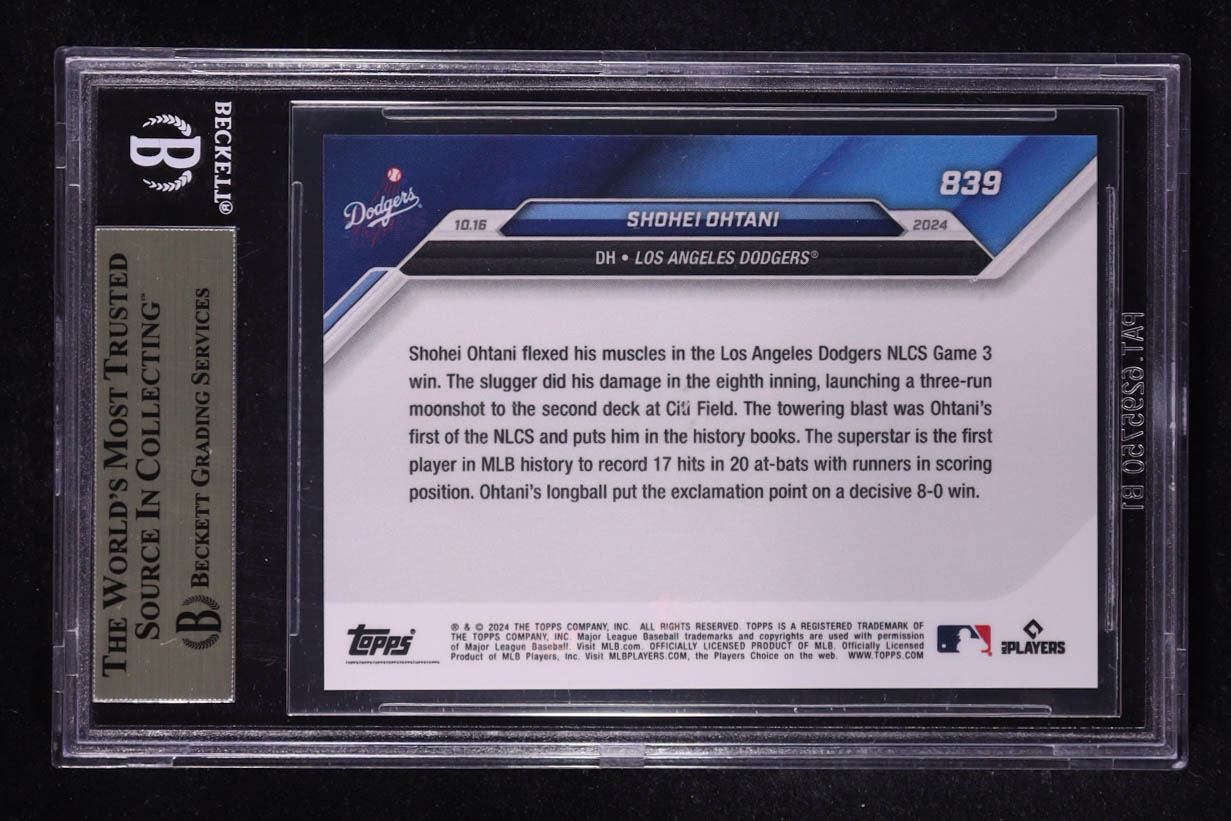 BECKETT®
B
THE WORLD'S MOST TRUSTED
SOURCE IN COLLECTING™
B BECKETT GRADING SERVICES
Dodgers
839
10.16
SHOHEI OHTANI
2024
DH • LOS ANGELES DODGERS®
Shohei Ohtani flexed his muscles in the Los Angeles Dodgers NLCS Game 3
win. The slugger did his damage in the eighth inning, launching a three-run
moonshot to the second deck at Citi Field. The towering blast was Ohtani's
first of the NLCS and puts him in the history books. The superstar is the first
player in MLB history to record 17 hits in 20 at-bats with runners in scoring
position. Ohtani's longball put the exclamation point on a decisive 8-0 win.
topps®
® & © 2024 THE TOPPS COMPANY, INC. ALL RIGHTS RESERVED. TOPPS IS A REGISTERED TRADEMARK OF
THE TOPPS COMPANY, INC. Major League Baseball trademarks and copyrights are used with permission
of Major League Baseball. Visit MLB.com. OFFICIALLY LICENSED PRODUCT OF MLB. Officially Licensed
Product of MLB Players, Inc. Visit MLBPLAYERS.COM, the Players Choice on the web. WWW.TOPPS.COM
MLB PLAYERS
PAT. 6295750 B1